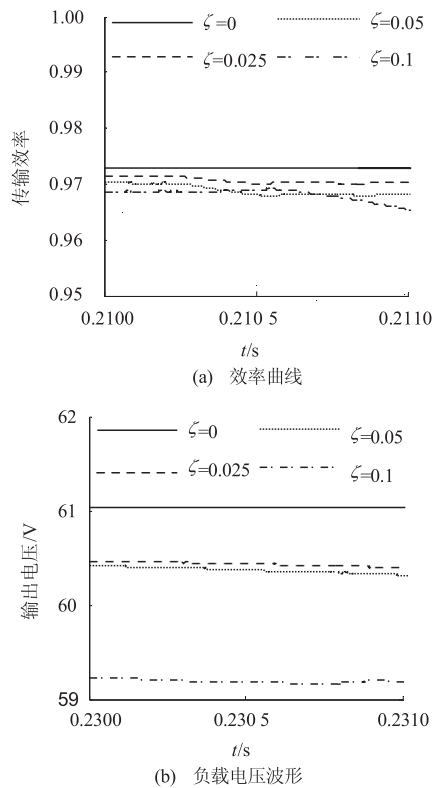 1.00
ζ=0
ζ=0.05
0.99
ζ=0.025
ζ=0.1
0.98
传输效率
0.97
0.96
0.95
0.2100
0.210 5
0.2110
t/s
(a) 效率曲线
62
ζ=0
ζ=0.05
ζ=0.025
ζ=0.1
61
输出电压/V
60
59
0.2300
0.230 5
0.2310
t/s
(b) 负载电压波形